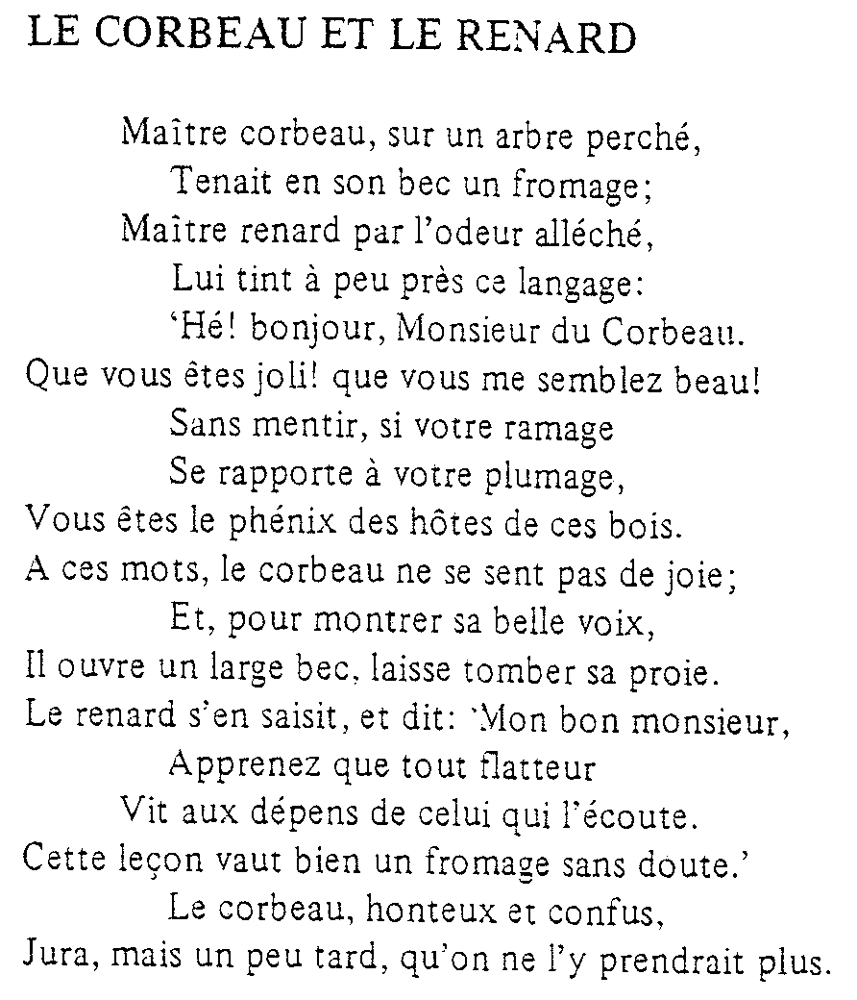 LE CORBEAU ET LE RENARD
Maître corbeau, sur un arbre perché,
Tenait en son bec un fromage;
Maître renard par l'odeur alléché,
Lui tint à peu près ce langage:
'Hé! bonjour, Monsieur du Corbeau.
Que vous êtes joli! que vous me semblez beau!
Sans mentir, si votre ramage
Se rapporte à votre plumage,
Vous êtes le phénix des hôtes de ces bois.
A ces mots, le corbeau ne se sent pas de joie;
Et, pour montrer sa belle voix,
Il ouvre un large bec, laisse tomber sa proie.
Le renard s'en saisit, et dit: 'Mon bon monsieur,
Apprenez que tout flatteur
Vit aux dépens de celui qui l'écoute.
Cette leçon vaut bien un fromage sans doute.'
Le corbeau, honteux et confus,
Jura, mais un peu tard, qu'on ne l'y prendrait plus.